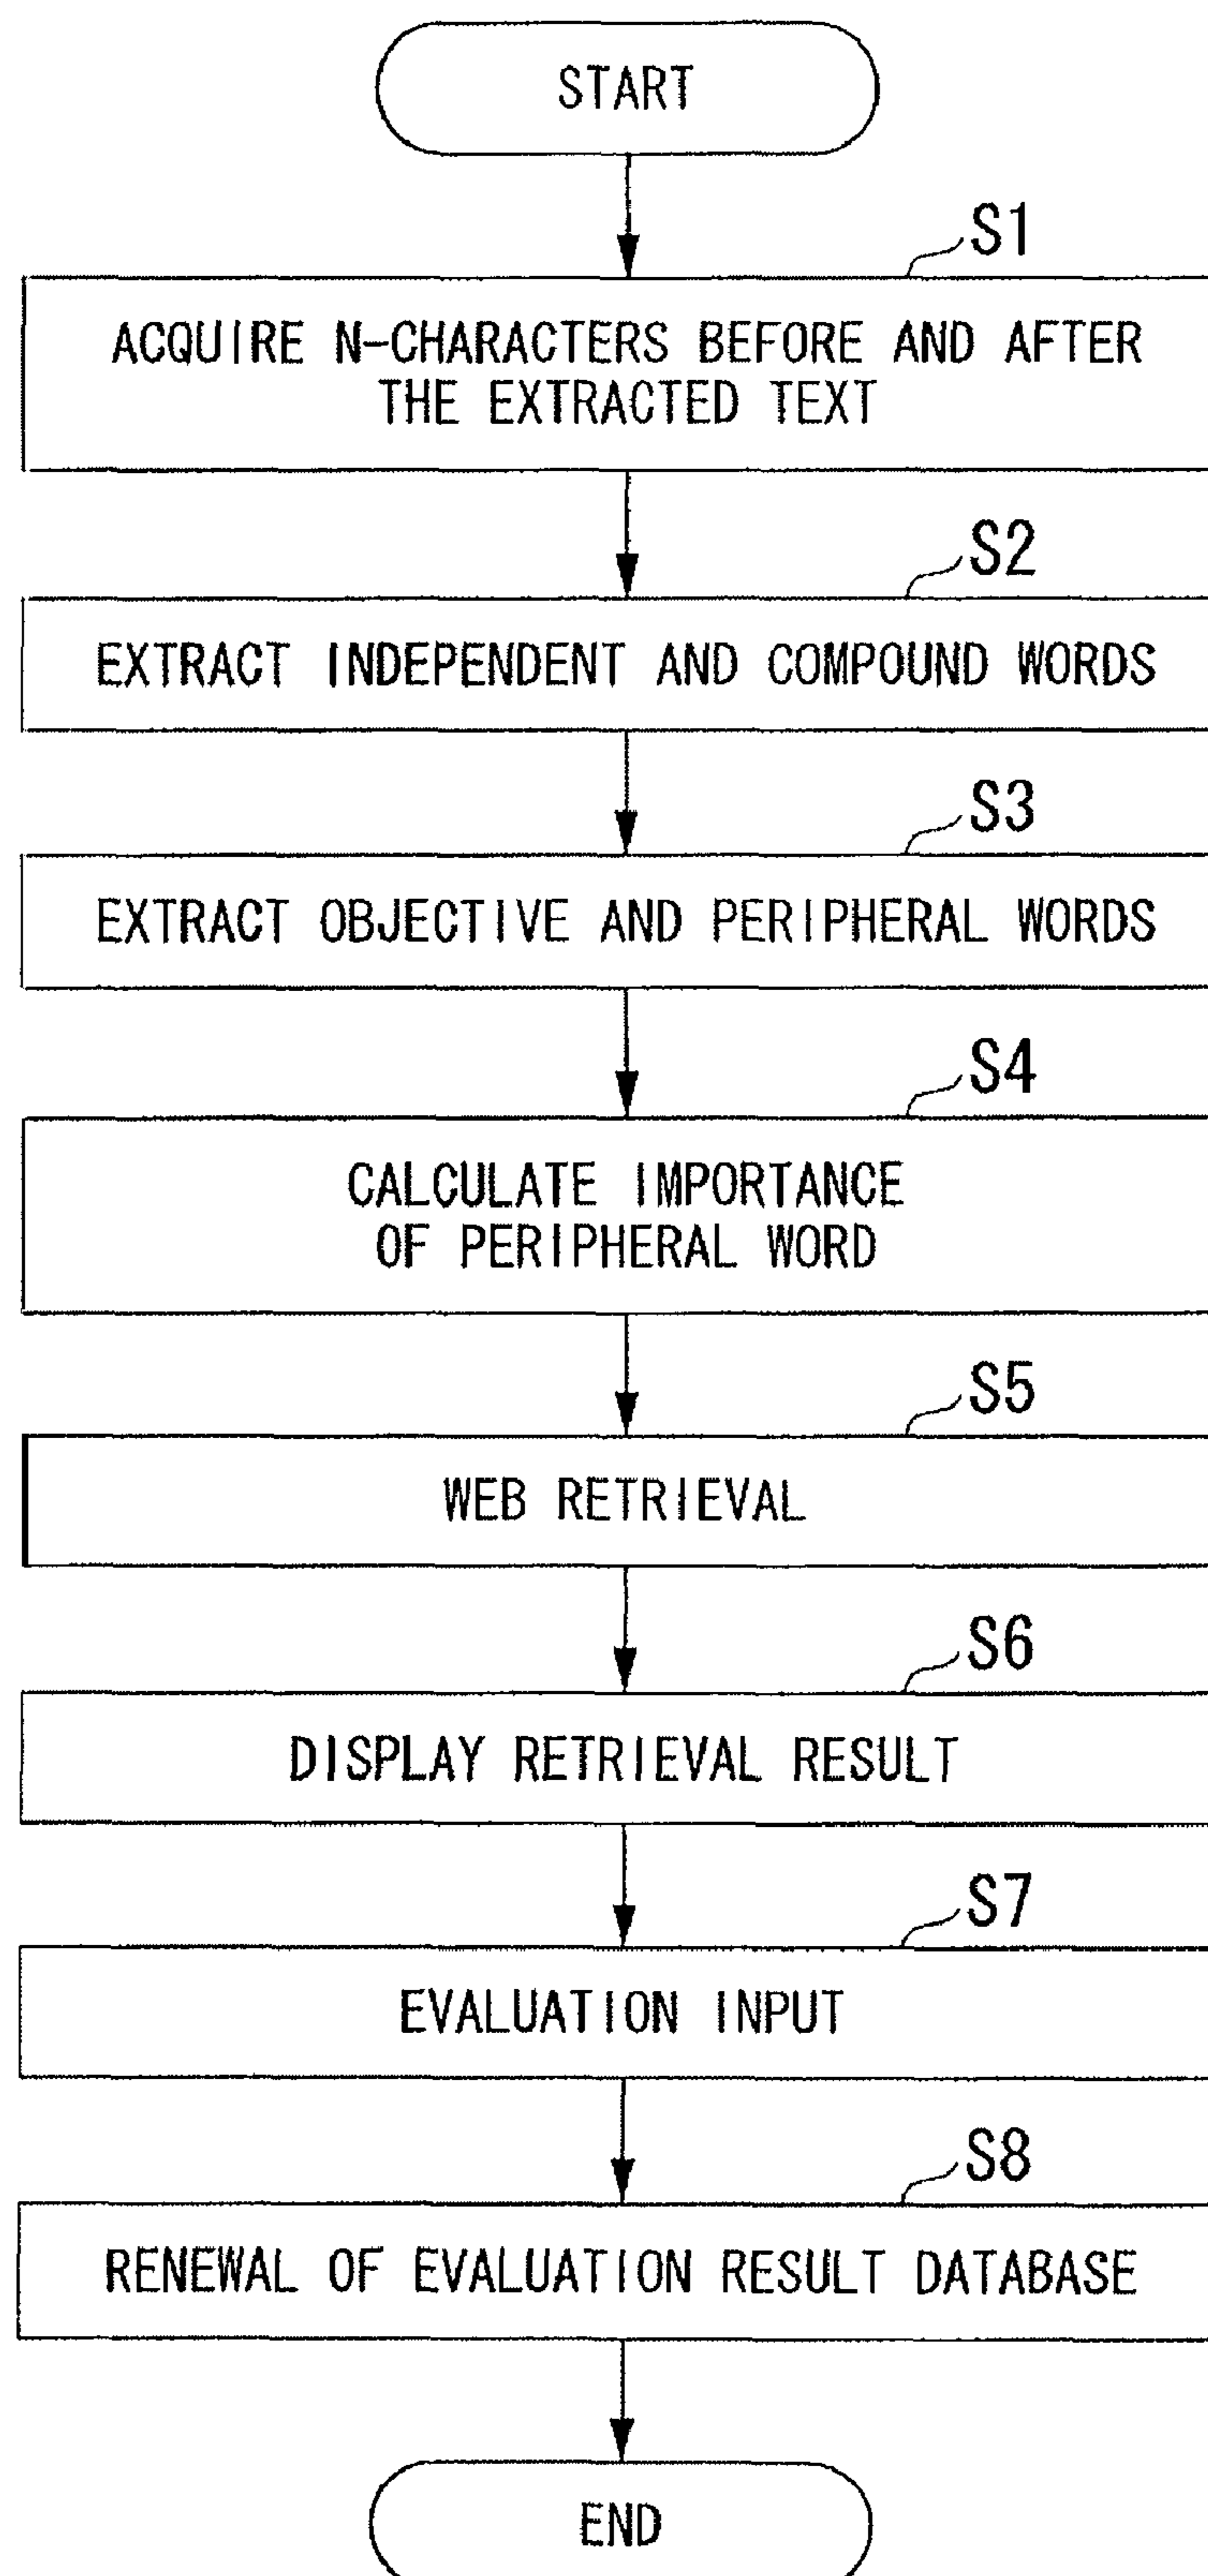 START
S1
ACQUIRE N-CHARACTERS BEFORE AND AFTER
THE EXTRACTED TEXT
S2
EXTRACT INDEPENDENT AND COMPOUND WORDS
S3
EXTRACT OBJECTIVE AND PERIPHERAL WORDS
S4
CALCULATE IMPORTANCE
OF PERIPHERAL WORD
S5
WEB RETRIEVAL
S6
DISPLAY RETRIEVAL RESULT
S7
EVALUATION INPUT
S8
RENEWAL OF EVALUATION RESULT DATABASE
END